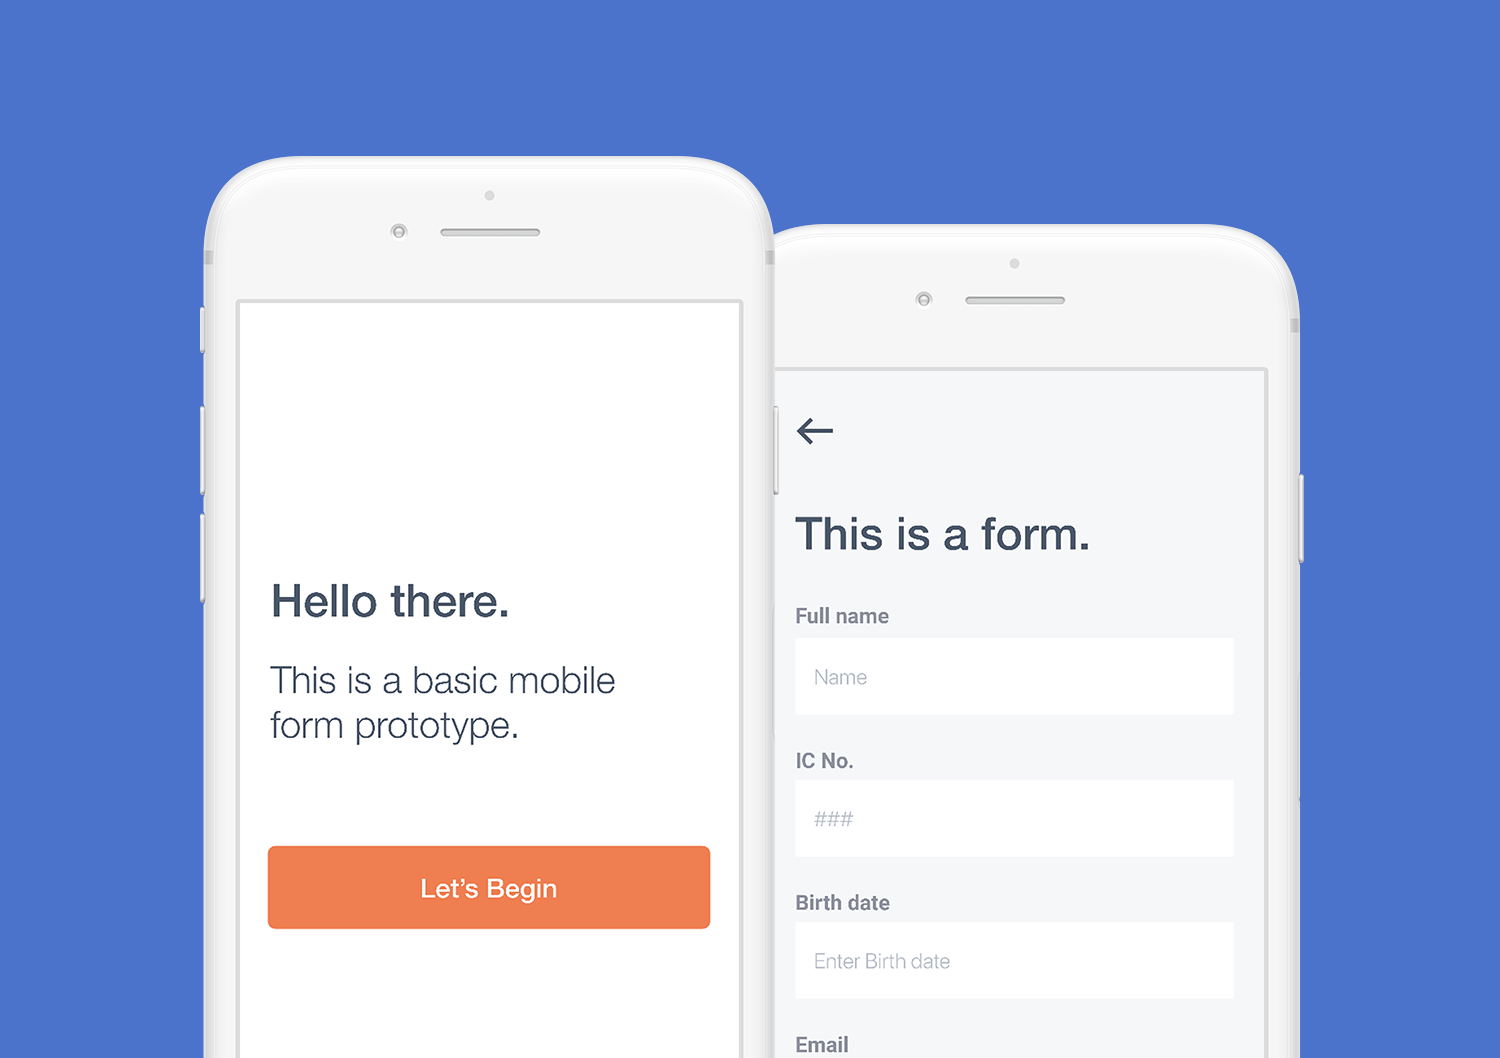 Hello there.
This is a basic mobile
form prototype.
Let’s Begin
This is a form.
Full name
Name
IC No.
###
Birth date
Enter Birth date
Email